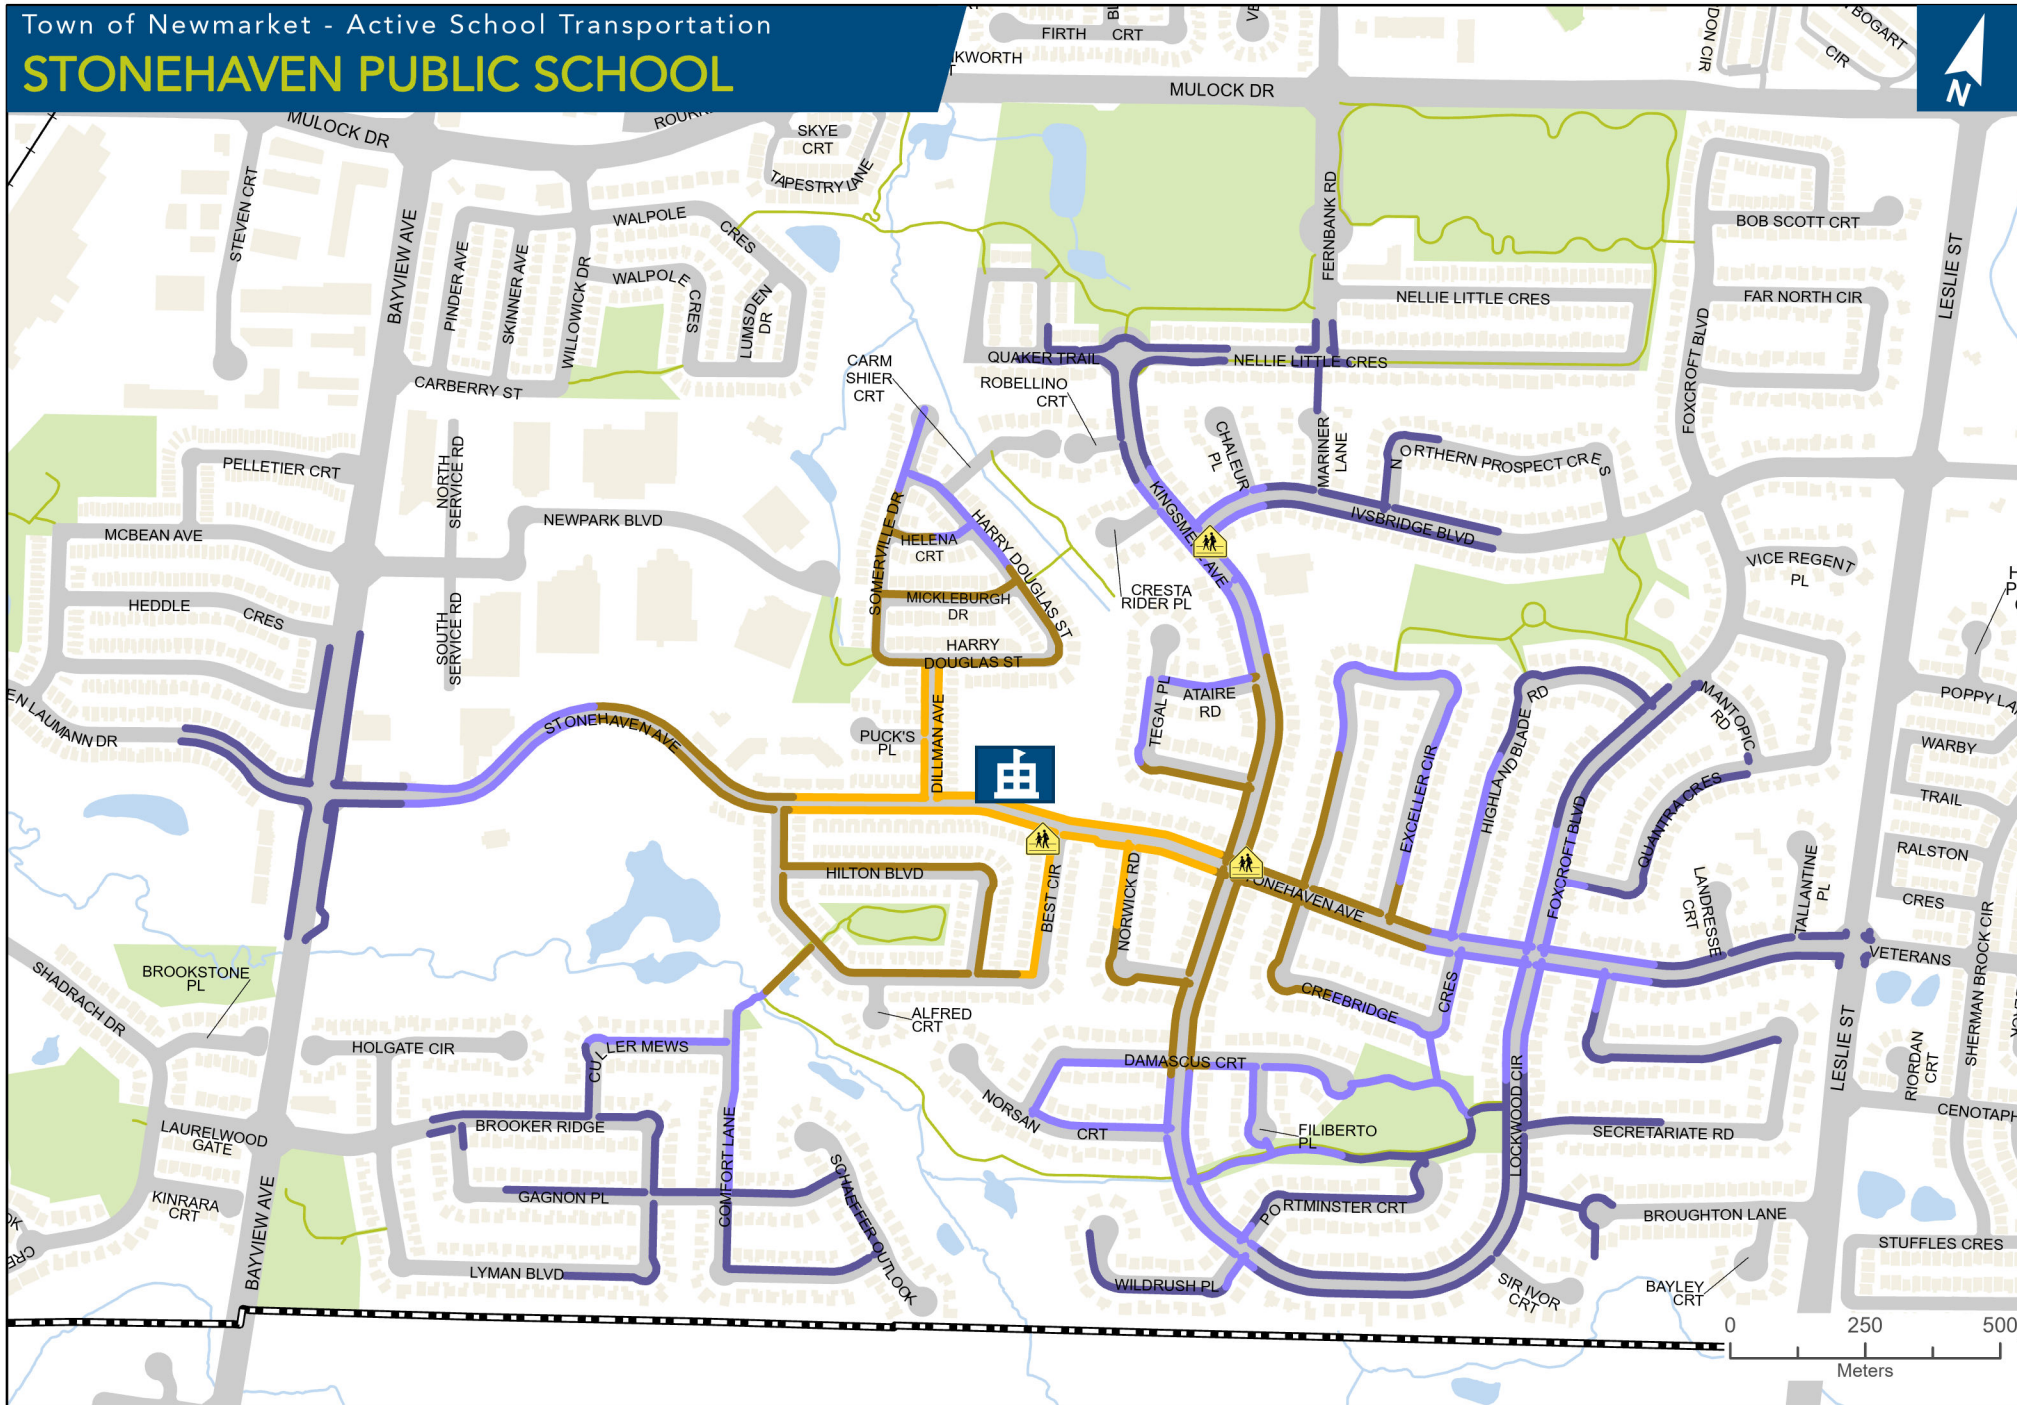 Town of Newmarket - Active School Transportation
STONEHAVEN PUBLIC SCHOOL
N
FIRTH CRT
MULOCK DR
BOGART
CIR
MULOCK DR
SKYE
CRT
TAPESTRY LANE
STEVEN CRT
BAYVIEW AVE
PINDER AVE
SKINNER AVE
WILLOWICK DR
WALPOLE
CRES
WALPOLE
CRES
LUMSDEN
DR
CARBERRY ST
FERNBANK RD
BOB SCOTT CRT
NELLIE LITTLE CRES
FAR NORTH CIR
LESLIE ST
FOXCROFT BLVD
QUAKER TRAIL
NELLIE LITTLE CRES
CARM
SHIER
CRT
ROBELLINO
CRT
CHALEUR
PL
MARINER
LANE
NORTHERN PROSPECT CRES
PELLETIER CRT
NORTH
SERVICE RD
NEWPARK BLVD
MCBEAN AVE
SOMERVILLE DR
HARRY DOUGLAS ST
HELENA
CRT
IVSBRIDGE BLVD
VICE REGENT
PL
HEDDLE
CRES
SOUTH
SERVICE RD
MICKLEBURGH
DR
CRESTA
RIDER PL
HARRY
DOUGLAS ST
ATAIRE
RD
TEGAL PL
MANTOPIC
RD
STONEHAVEN AVE
PUCK'S
PL
DILLMAN AVE
EXCELLER CIR
HIGHLAND BLADE RD
FOXCROFT BLVD
QUANTRA CRES
WARBY
TRAIL
RALSTON
CRES
HILTON BLVD
BEST CIR
NORWICK RD
LANDRESSE
CRT
TALLANTINE
PL
VETERANS
SHERMAN BROCK CIR
SHADRACH DR
BROOKSTONE
PL
CREEBRIDGE
CRES
ALFRED
CRT
HOLGATE CIR
CULLER MEWS
DAMASCUS CRT
LOCKWOOD CIR
LESLIE ST
RIORDAN
CRT
LAURELWOOD
GATE
BROOKER RIDGE
COMFORT LANE
NORSAN
CRT
FILIBERTO
PL
SECRETARIATE RD
KINRARA
CRT
GAGNON PL
SCHAEFFER OUTLOOK
PORTMINSTER CRT
BROUGHTON LANE
BAYVIEW AVE
LYMAN BLVD
WILDRUSH PL
SIR IVOR
CRT
BAYLEY
CRT
STUFFLES CRES
0 250 500
Meters